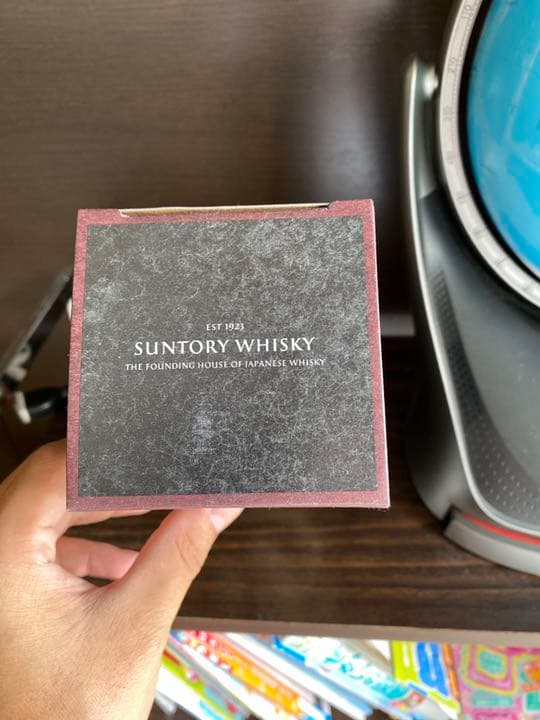 EST 1923
SUNTORY WHISKY
THE FOUNDING HOUSE OF JAPANESE WHISKY